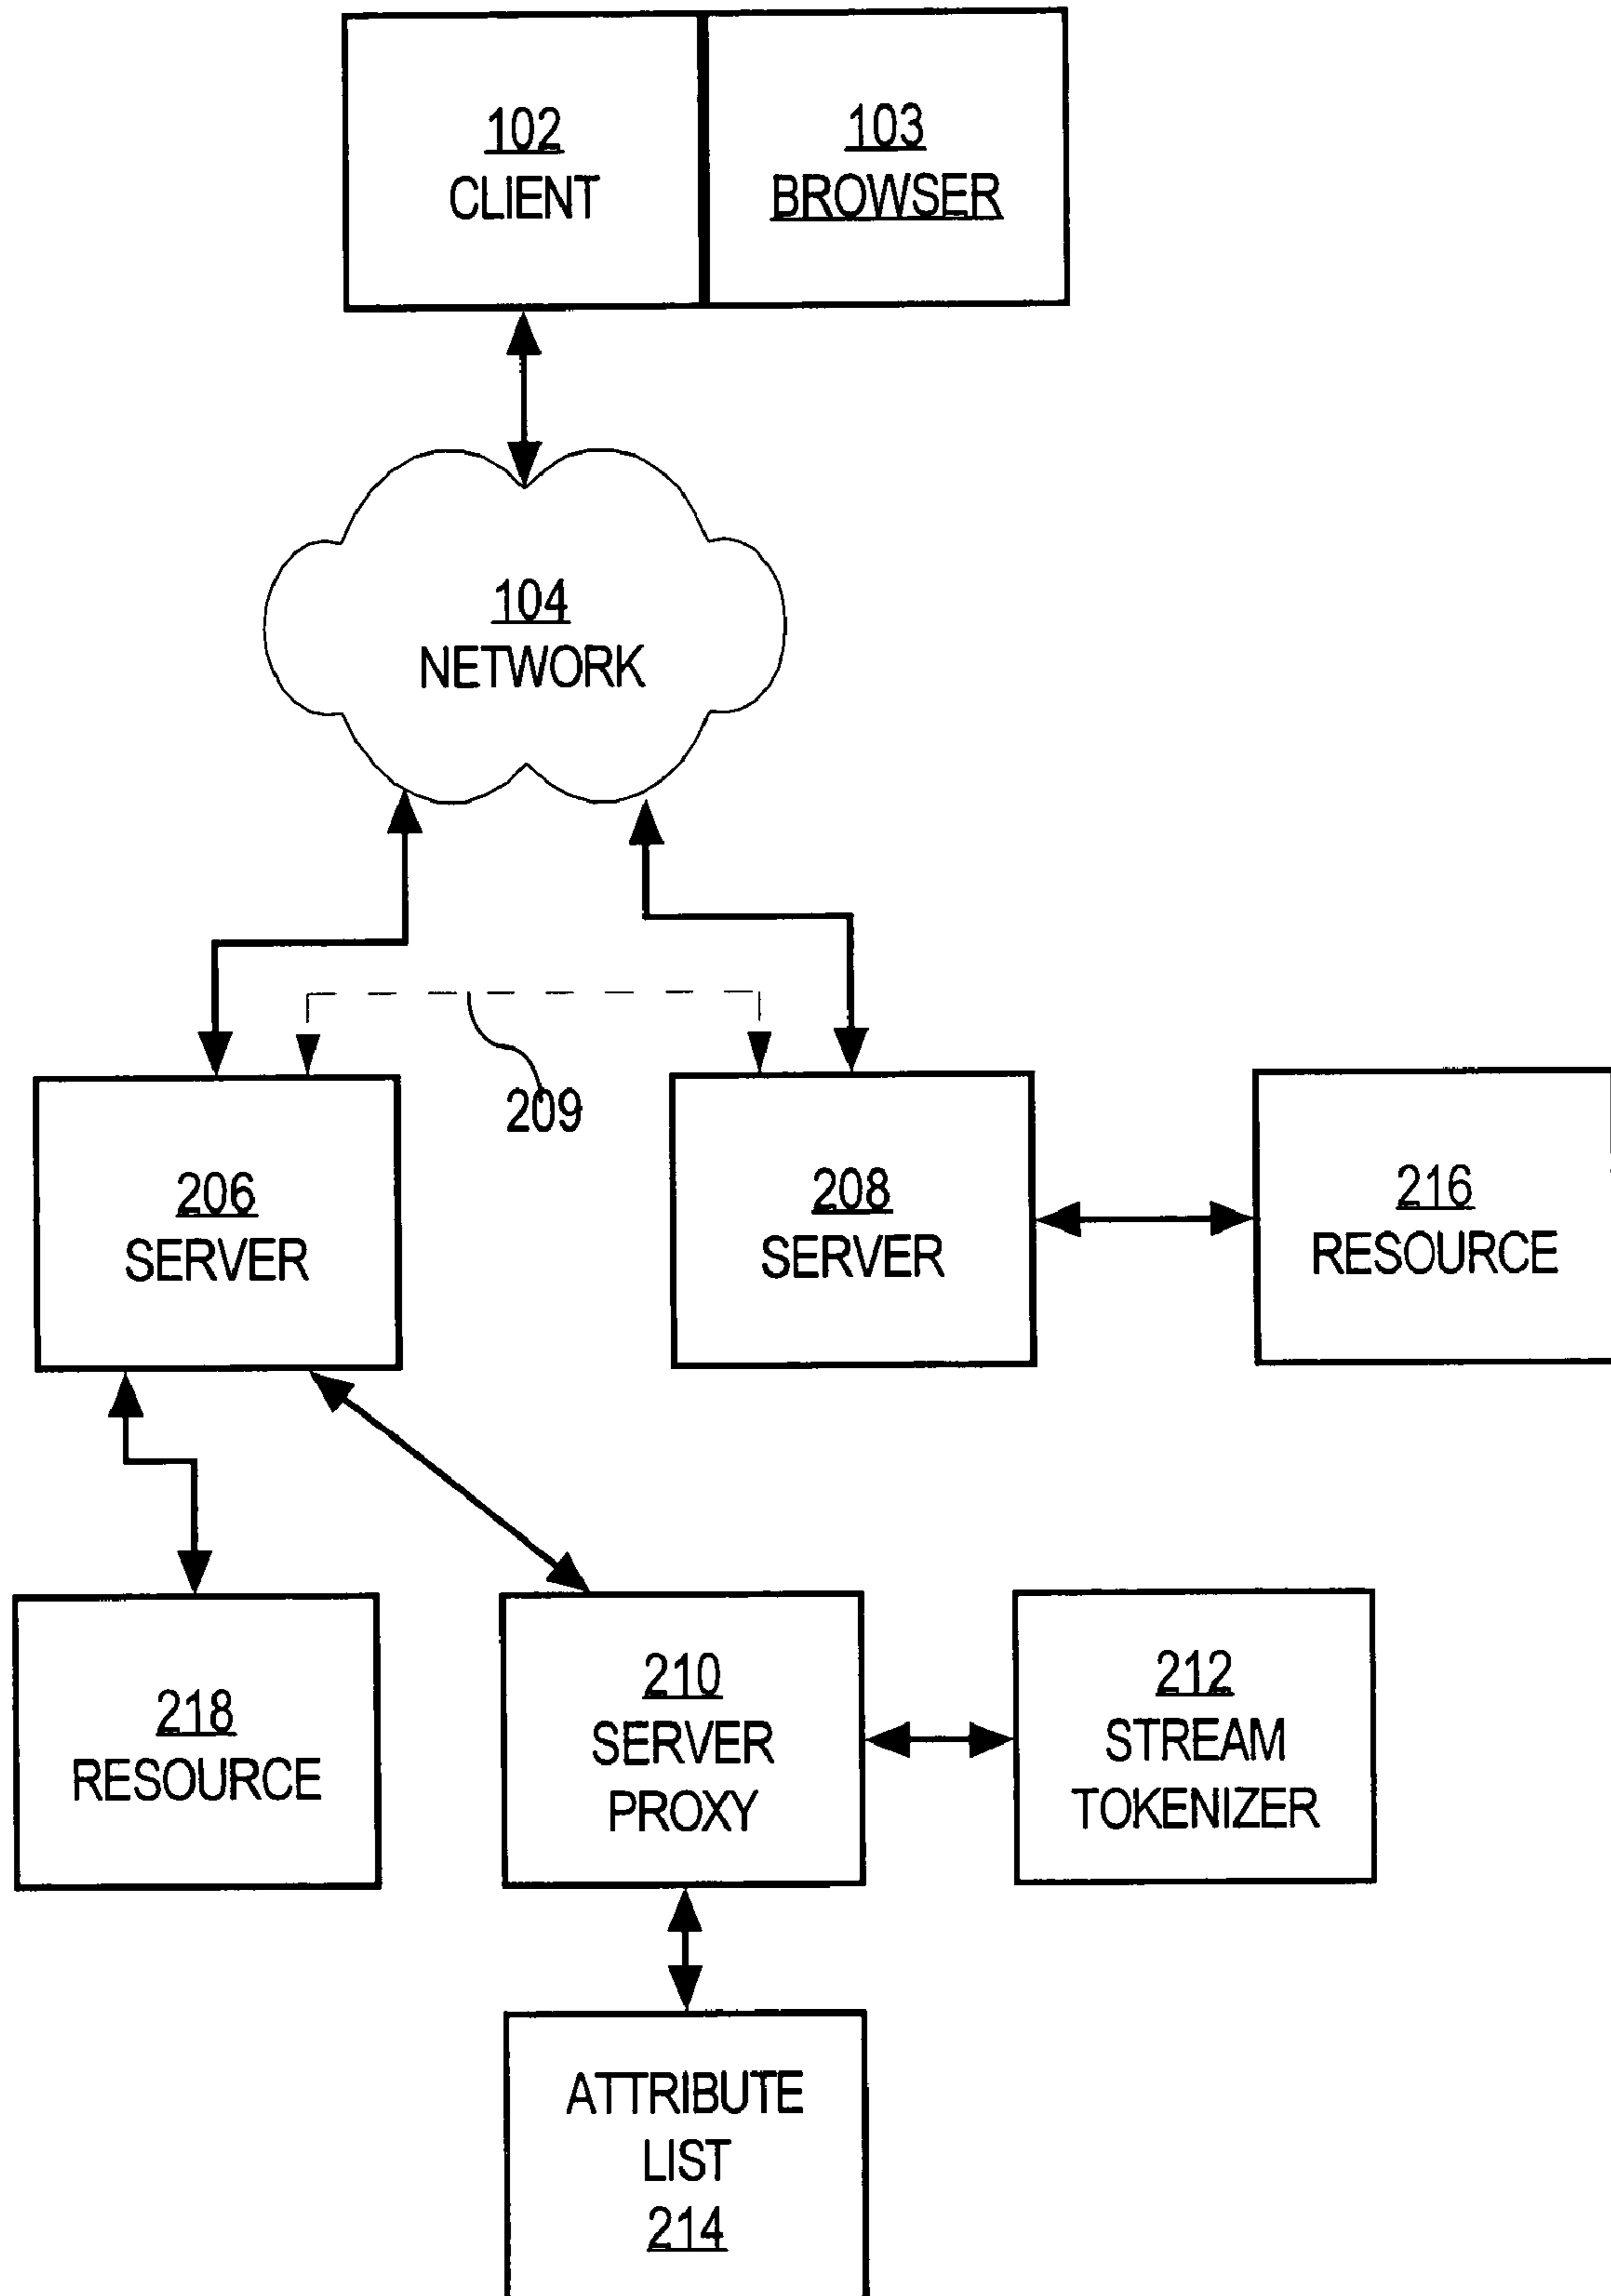 102
CLIENT
103
BROWSER
104
NETWORK
209
206
SERVER
208
SERVER
216
RESOURCE
218
RESOURCE
210
SERVER
PROXY
212
STREAM
TOKENIZER
ATTRIBUTE
LIST
214